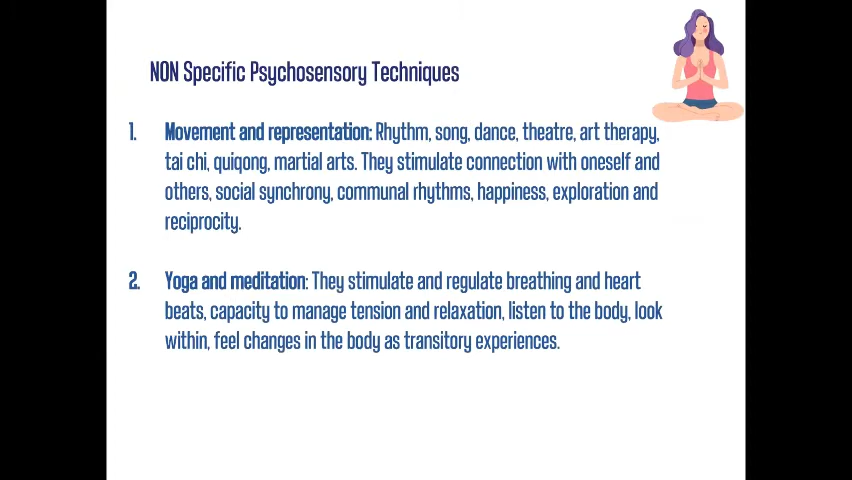 NON Specific Psychosensory Techniques
1. Movement and representation: Rhythm, song, dance, theatre, art therapy,
tai chi, quiqong, martial arts. They stimulate connection with oneself and
others, social synchrony, communal rhythms, happiness, exploration and
reciprocity.
2. Yoga and meditation: They stimulate and regulate breathing and heart
beats, capacity to manage tension and relaxation, listen to the body, look
within, feel changes in the body as transitory experiences.